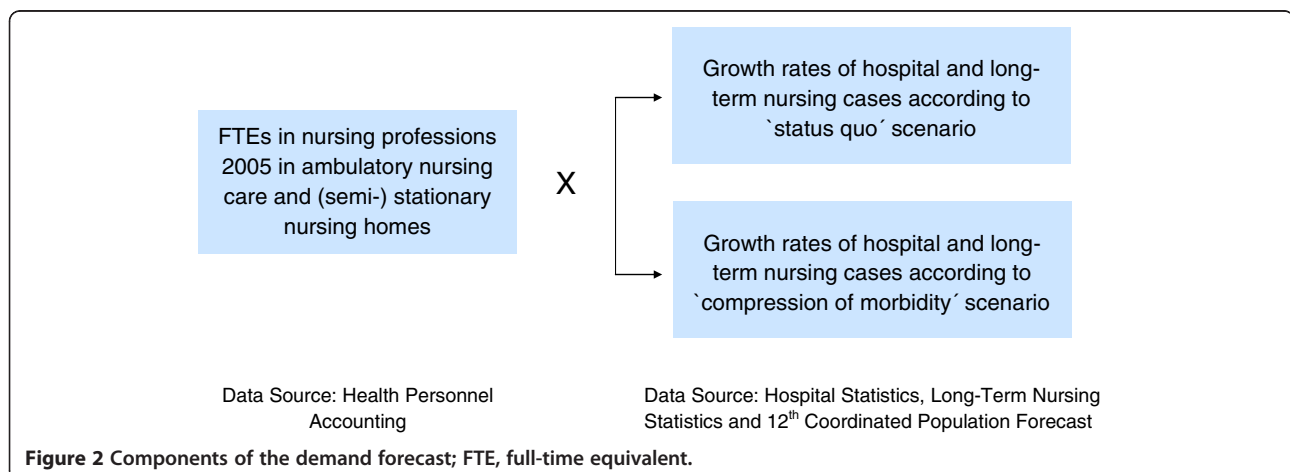 FTEs in nursing professions
2005 in ambulatory nursing
care and (semi-) stationary
nursing homes
X
Growth rates of hospital and long-
term nursing cases according to
`status quo´ scenario
Growth rates of hospital and long-
term nursing cases according to
`compression of morbidity´ scenario
Data Source: Health Personnel
Accounting
Data Source: Hospital Statistics, Long-Term Nursing
Statistics and 12th Coordinated Population Forecast
Figure 2 Components of the demand forecast; FTE, full-time equivalent.